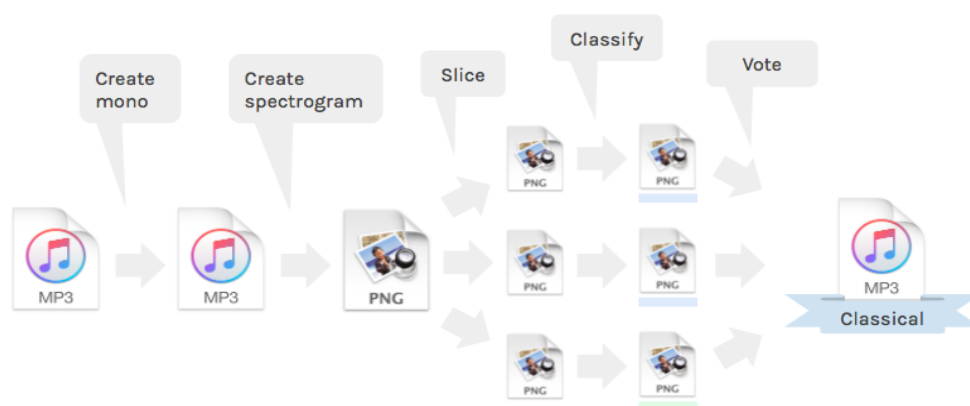 Create
mono
Create
spectrogram
Slice
Classify
Vote
MP3
MP3
PNG
PNG
PNG
PNG
PNG
PNG
PNG
MP3
Classical